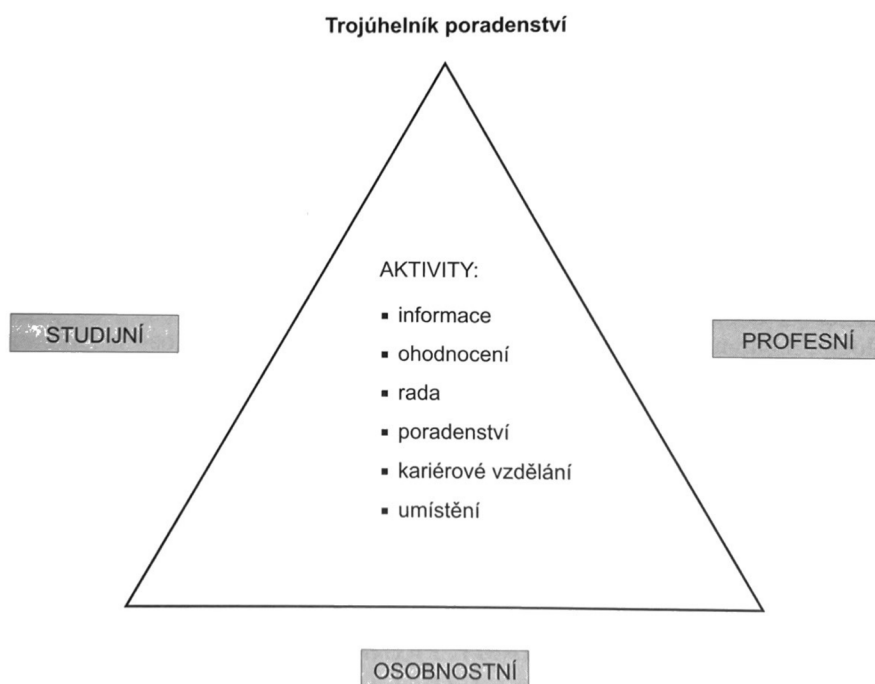 Trojúhelník poradenství
AKTIVITY:
▪ informace
▪ ohodnocení
▪ rada
▪ poradenství
▪ kariérové vzdělání
▪ umístění
STUDIJNÍ
PROFESNÍ
OSOBNOSTNÍ